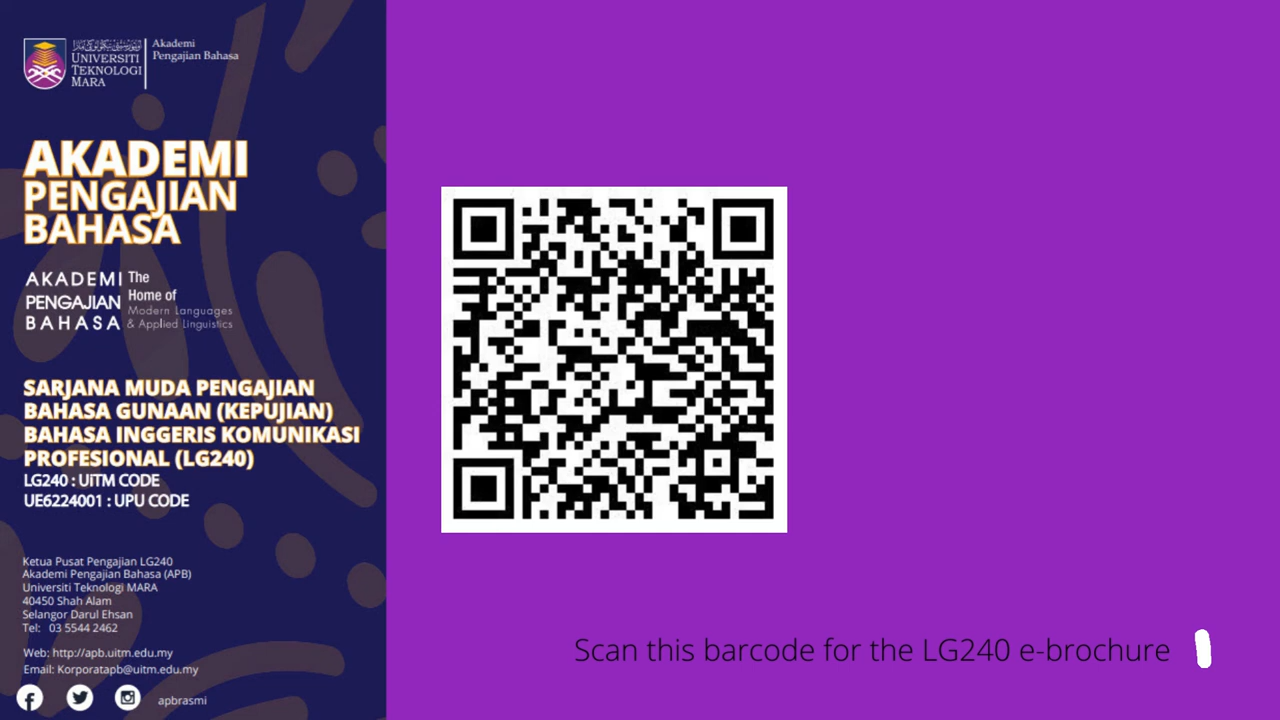 UNIVERSITI
TEKNOLOGI
MARA
Akademi
Pengajian Bahasa
AKADEMI
PENGAJIAN
BAHASA
AKADEMI
PENGAJIAN
BAHASA
The
Home of
Modern Languages
& Applied Linguistics
SARJANA MUDA PENGAJIAN
BAHASA GUNAAN (KEPUJIAN)
BAHASA INGGERIS KOMUNIKASI
PROFESIONAL (LG240)
LG240 : UiTM CODE
UE6224001 : UPU CODE
Ketua Pusat Pengajian LG240
Akademi Pengajian Bahasa (APB)
Universiti Teknologi MARA
40450 Shah Alam
Selangor Darul Ehsan
Tel: 03 5544 2462
Web: http://apb.uitm.edu.my
Email: Korporatapb@uitm.edu.my
apbrasmi
Scan this barcode for the LG240 e-brochure